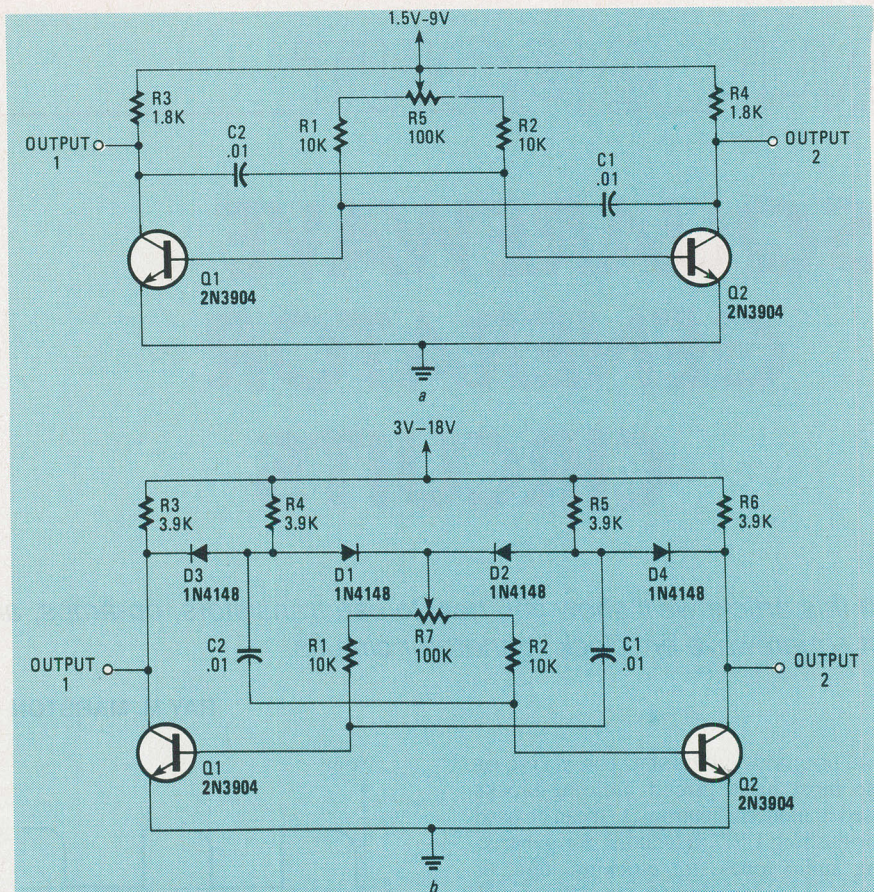 1.5V–9V
R3
1.8K
R4
1.8K
R1
10K
R5
100K
R2
10K
OUTPUT
1
C2
.01
C1
.01
OUTPUT
2
Q1
2N3904
Q2
2N3904
a
3V–18V
R3
3.9K
R4
3.9K
R5
3.9K
R6
3.9K
D3
1N4148
D1
1N4148
D2
1N4148
D4
1N4148
C2
.01
R1
10K
R7
100K
R2
10K
C1
.01
OUTPUT
1
OUTPUT
2
Q1
2N3904
Q2
2N3904
b